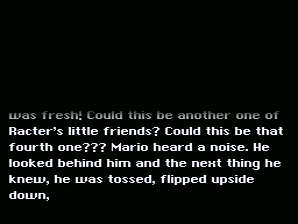 was fresh! Could this be another one of
Racter's little friends? Could this be that
fourth one??? Mario heard a noise. He
looked behind him and the next thing he
knew, he was tossed, flipped upside
down,